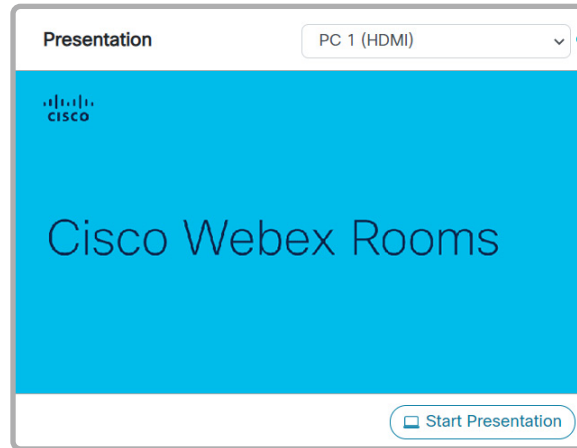 Presentation
PC 1 (HDMI)
CISCO
Cisco Webex Rooms
Start Presentation